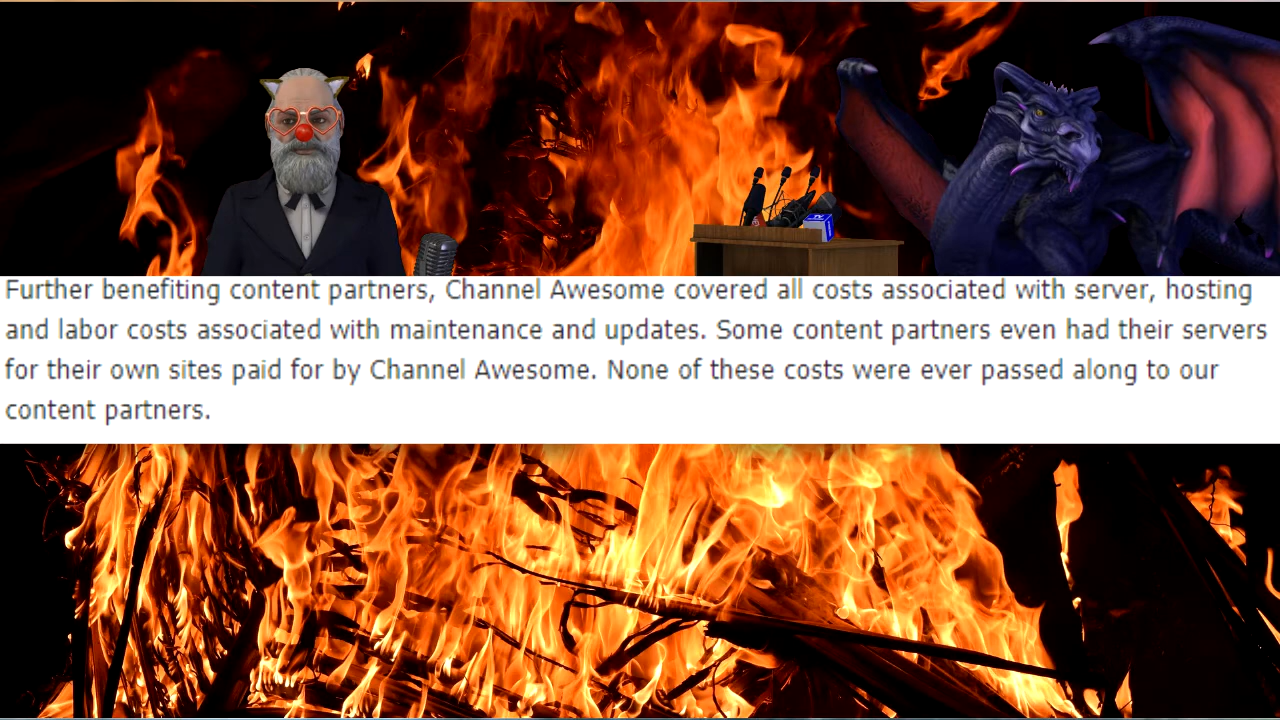 TV
Further benefiting content partners, Channel Awesome covered all costs associated with server, hosting
and labor costs associated with maintenance and updates. Some content partners even had their servers
for their own sites paid for by Channel Awesome. None of these costs were ever passed along to our
content partners.